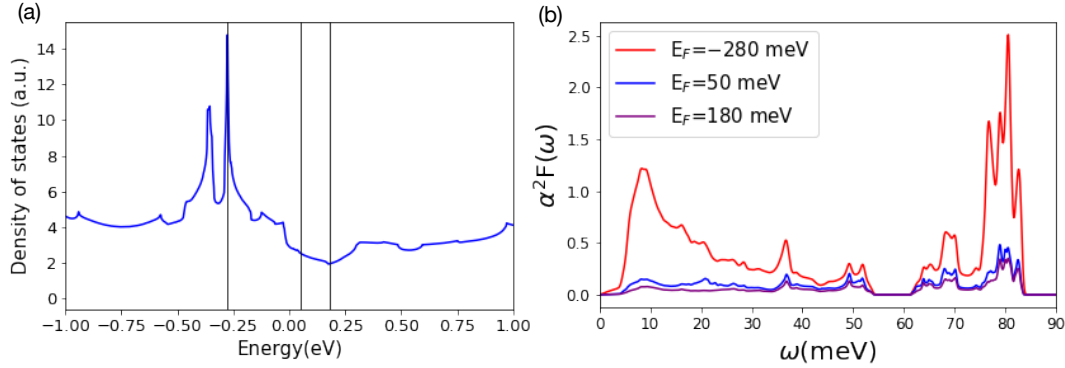 (a)
Density of states (a.u.)
14
12
10
8
6
4
2
0
−1.00 −0.75 −0.50 −0.25 0.00 0.25 0.50 0.75 1.00
Energy(eV)
(b)
α²F(ω)
2.5
2.0
1.5
1.0
0.5
0.0
E_F=−280 meV
E_F=50 meV
E_F=180 meV
0 10 20 30 40 50 60 70 80 90
ω(meV)